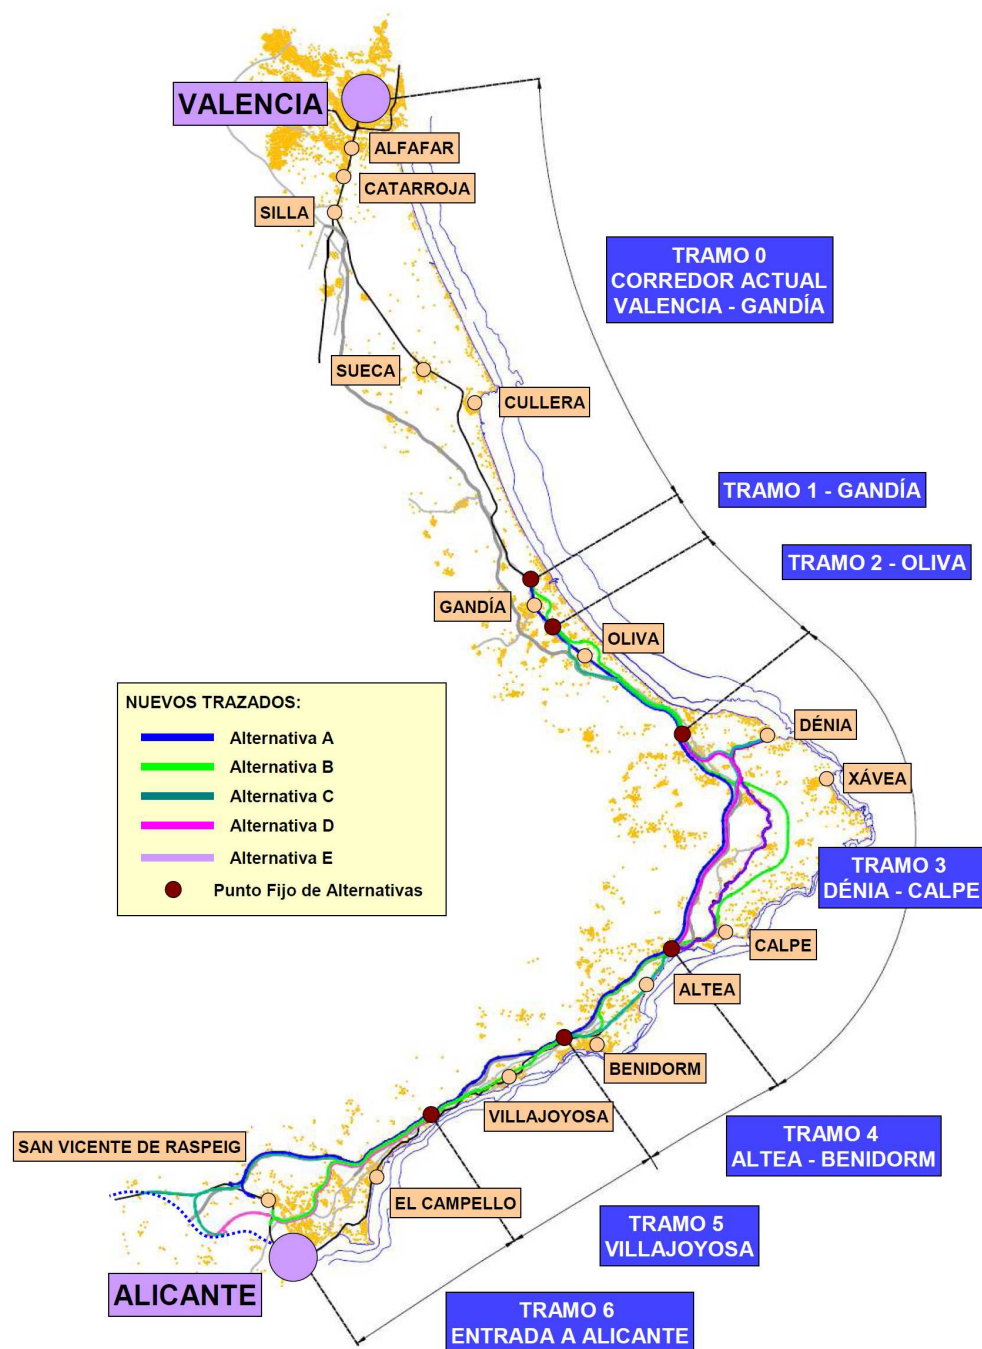 VALENCIA
ALFAFAR
CATARROJA
SILLA
TRAMO 0
CORREDOR ACTUAL
VALENCIA - GANDÍA
SUECA
CULLERA
TRAMO 1 - GANDÍA
TRAMO 2 - OLIVA
GANDÍA
OLIVA
NUEVOS TRAZADOS:
Alternativa A
Alternativa B
Alternativa C
Alternativa D
Alternativa E
Punto Fijo de Alternativas
DÉNIA
XÁVEA
TRAMO 3
DÉNIA - CALPE
CALPE
ALTEA
BENIDORM
VILLAJOYOSA
TRAMO 4
ALTEA - BENIDORM
SAN VICENTE DE RASPEIG
EL CAMPELLO
TRAMO 5
VILLAJOYOSA
ALICANTE
TRAMO 6
ENTRADA A ALICANTE